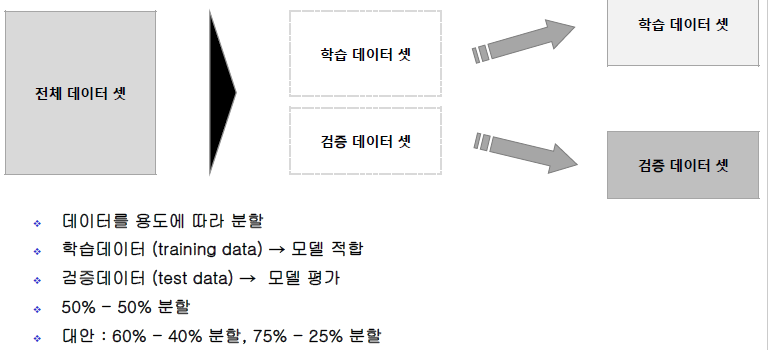 전체 데이터 셋
학습 데이터 셋
검증 데이터 셋
학습 데이터 셋
검증 데이터 셋
데이터를 용도에 따라 분할
학습데이터 (training data) → 모델 적합
검증데이터 (test data) → 모델 평가
50% – 50% 분할
대안 : 60% – 40% 분할, 75% – 25% 분할